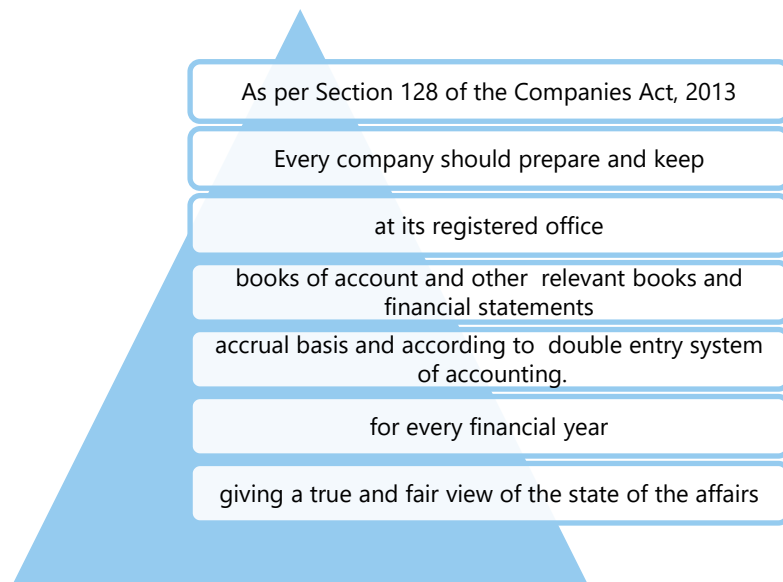 As per Section 128 of the Companies Act, 2013
Every company should prepare and keep
at its registered office
books of account and other relevant books and
financial statements
accrual basis and according to double entry system
of accounting.
for every financial year
giving a true and fair view of the state of the affairs